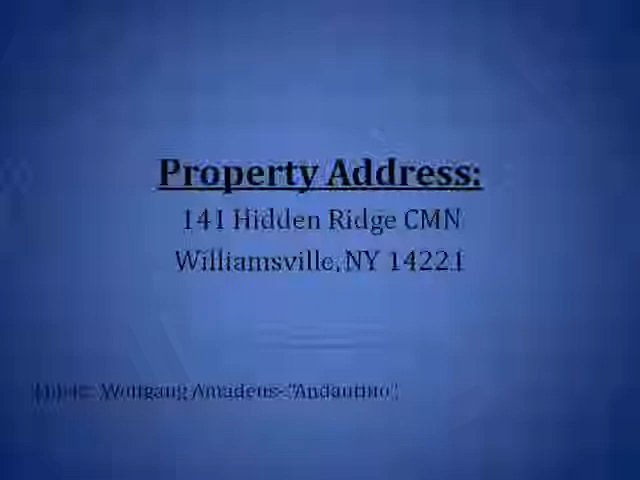 Property Address:
141 Hidden Ridge CMN
Williamsville, NY 14221
Wolfgang Amadeus- "Andantino"